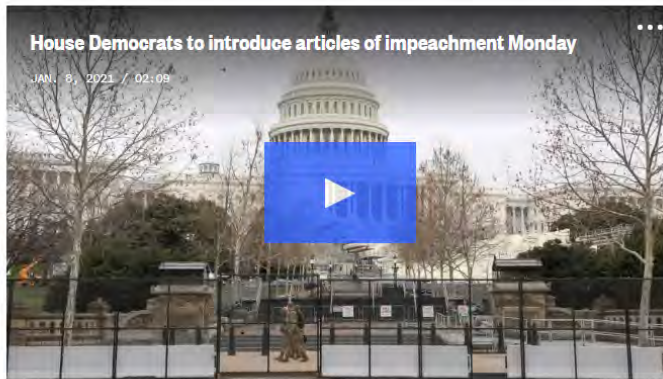 House Democrats to introduce articles of impeachment Monday
JAN. 8, 2021 / 02:09